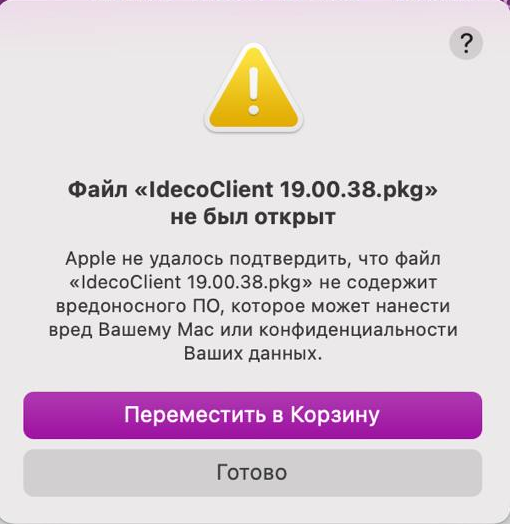 ?
Файл «IdecoClient 19.00.38.pkg»
не был открыт
Apple не удалось подтвердить, что файл
«IdecoClient 19.00.38.pkg» не содержит
вредоносного ПО, которое может нанести
вред Вашему Mac или конфиденциальности
Ваших данных.
Переместить в Корзину
Готово